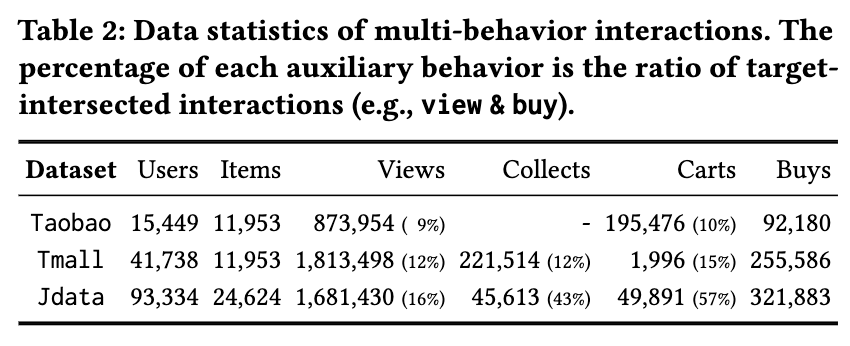 Table 2: Data statistics of multi-behavior interactions. The
percentage of each auxiliary behavior is the ratio of target-
intersected interactions (e.g., view & buy).
Dataset Users Items Views Collects Carts Buys
Taobao 15,449 11,953 873,954 ( 9%) - 195,476 (10%) 92,180
Tmall 41,738 11,953 1,813,498 (12%) 221,514 (12%) 1,996 (15%) 255,586
Jdata 93,334 24,624 1,681,430 (16%) 45,613 (43%) 49,891 (57%) 321,883